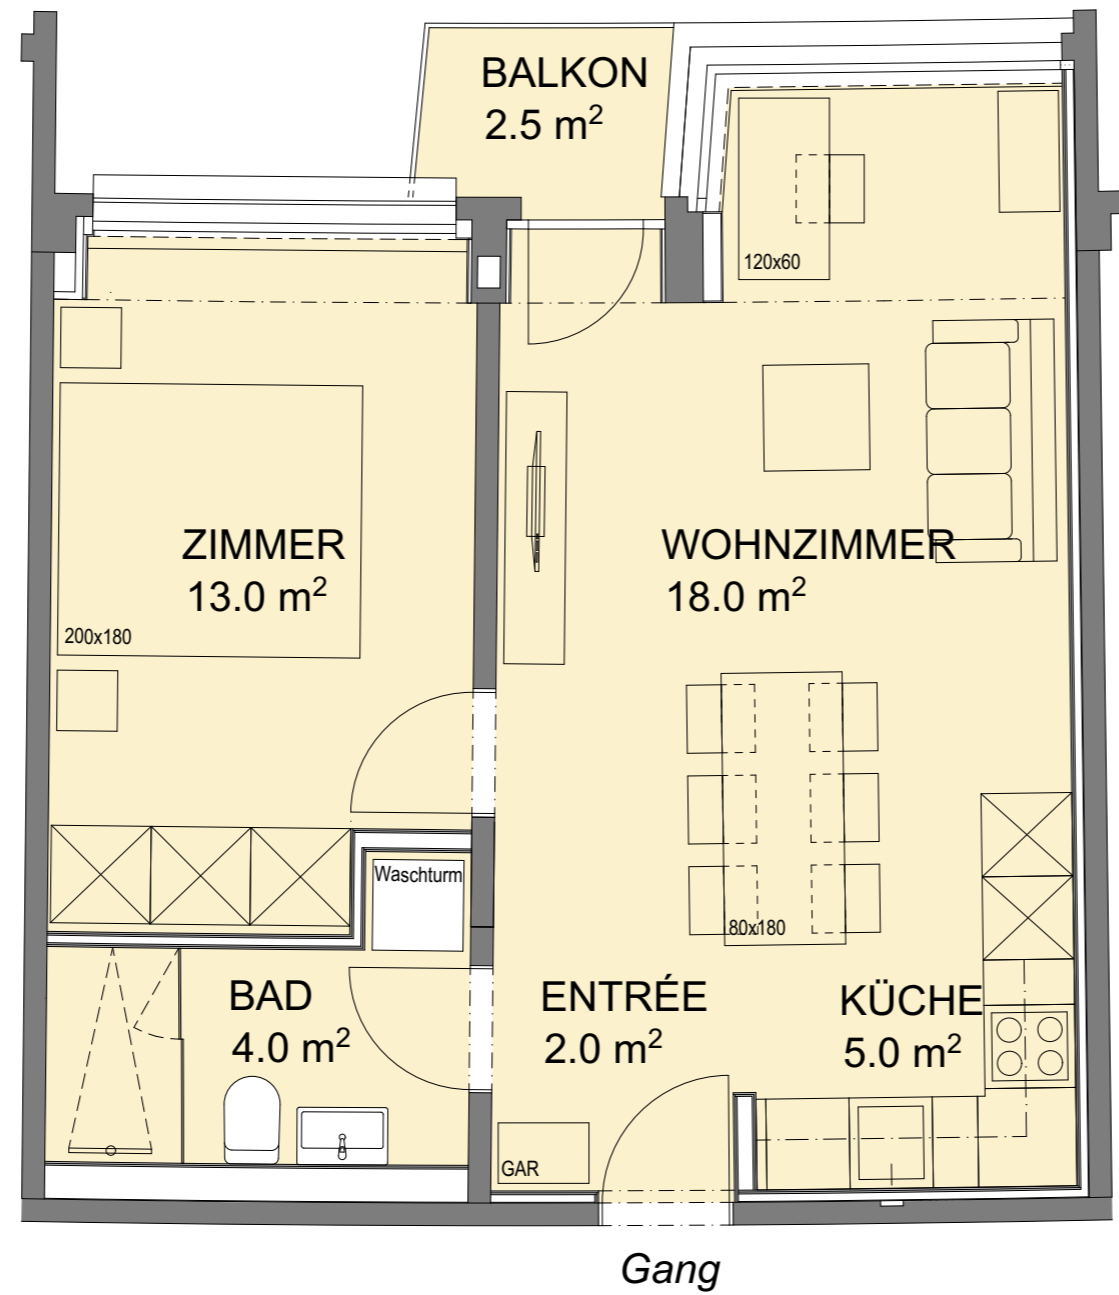 BALKON
2.5 m²
120x60
ZIMMER
13.0 m²
200x180
WOHNZIMMER
18.0 m²
Waschturm
80x180
BAD
4.0 m²
ENTRÉE
2.0 m²
KÜCHE
5.0 m²
GAR
Gang